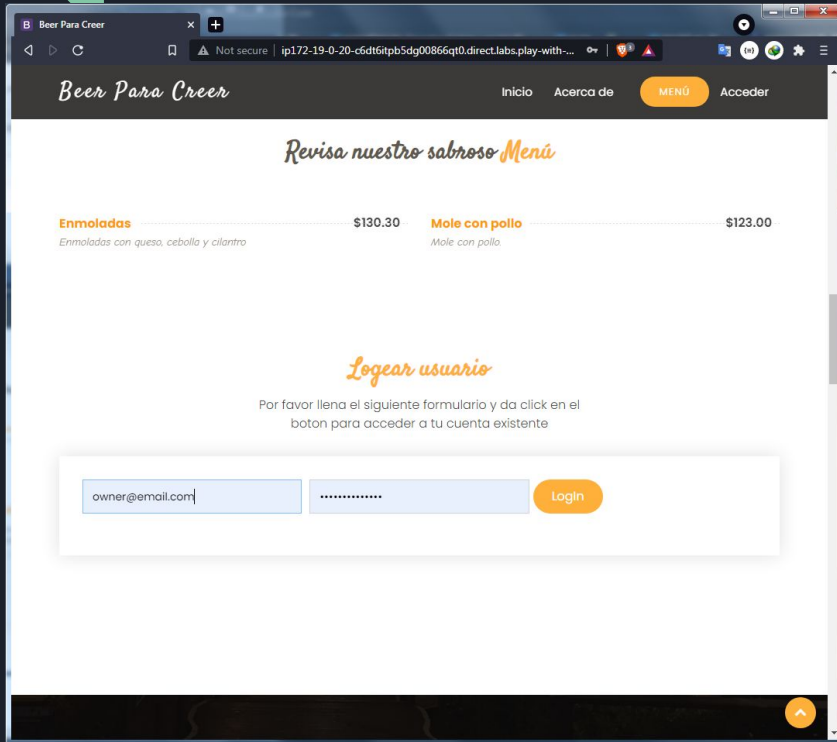 B Beer Para Creer
Not secure | ip172-19-0-20-c6dt6itpb5dg00866qt0.direct.labs.play-with-...
Beer Para Creer
Inicio Acerca de MENÚ Acceder
Revisa nuestro sabroso Menú
Enmoladas $130.30
Enmoladas con queso, cebolla y cilantro
Mole con pollo $123.00
Mole con pollo.
Logear usuario
Por favor llena el siguiente formulario y da click en el
boton para acceder a tu cuenta existente
owner@email.com
LogIn